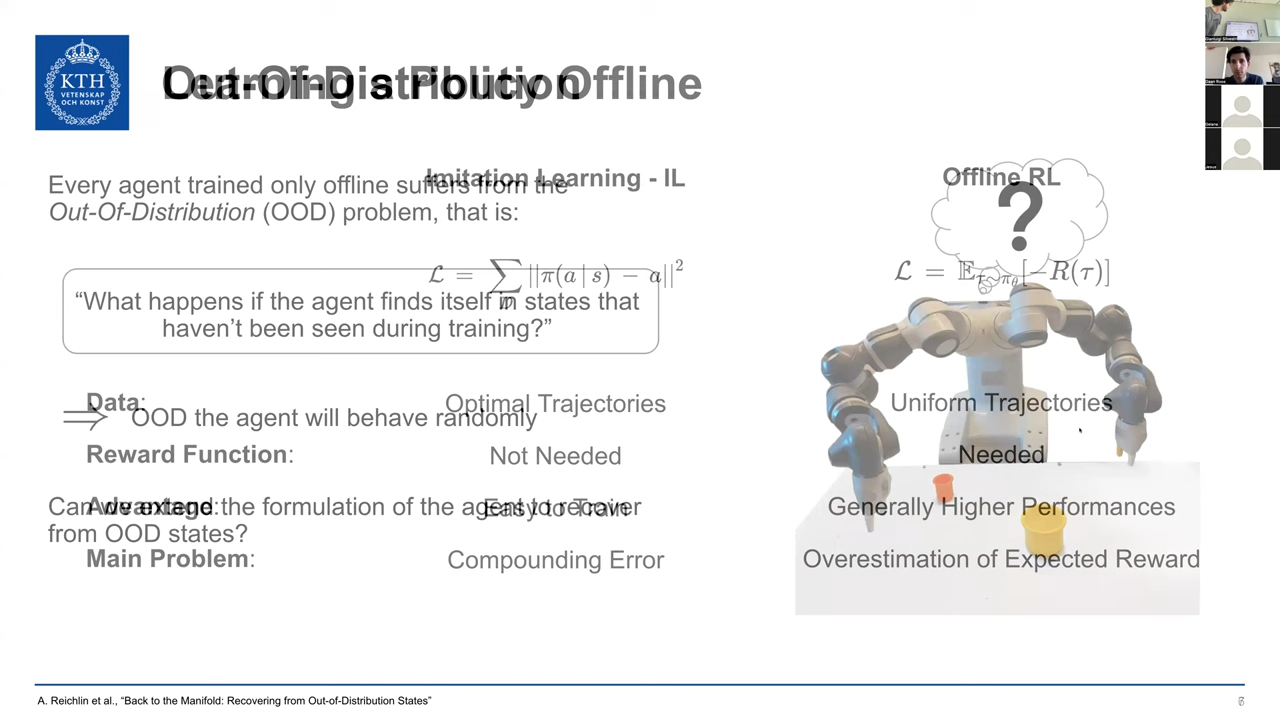 KTH
VETENSKAP
OCH KONST
Learning a Policy Offline
Out-Of-Distribution
Imitation Learning - IL
Offline RL
Every agent trained only offline suffers from the
Out-Of-Distribution (OOD) problem, that is:
?
ℒ = ∑_𝒟 ||π(a | s) − a||²
ℒ = 𝔼_{τ∼π_θ}[−R(τ)]
“What happens if the agent finds itself in states that
haven’t been seen during training?”
Data: Optimal Trajectories Uniform Trajectories
⇒ OOD the agent will behave randomly
Reward Function: Not Needed Needed
Advantage: Easy to Train Generally Higher Performances
Can we extend the formulation of the agent to recover
from OOD states?
Main Problem: Compounding Error Overestimation of Expected Reward
A. Reichlin et al., “Back to the Manifold: Recovering from Out-of-Distribution States”